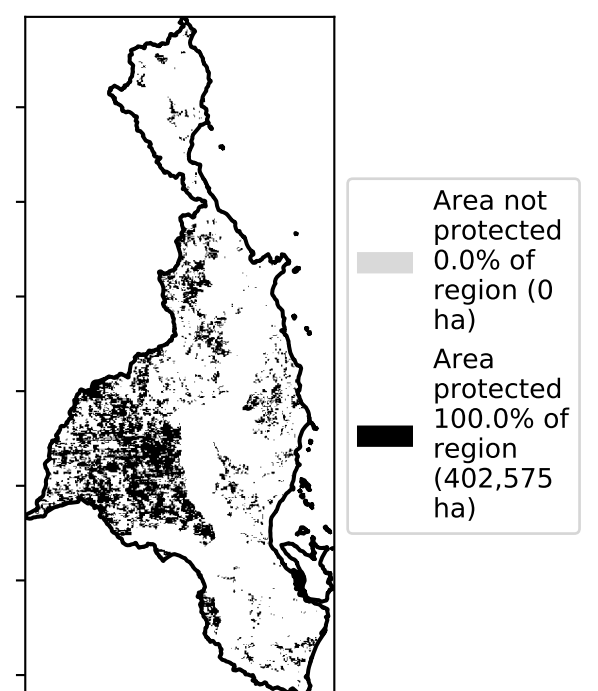 Area not
protected
0.0% of
region (0
ha)
Area
protected
100.0% of
region
(402,575
ha)